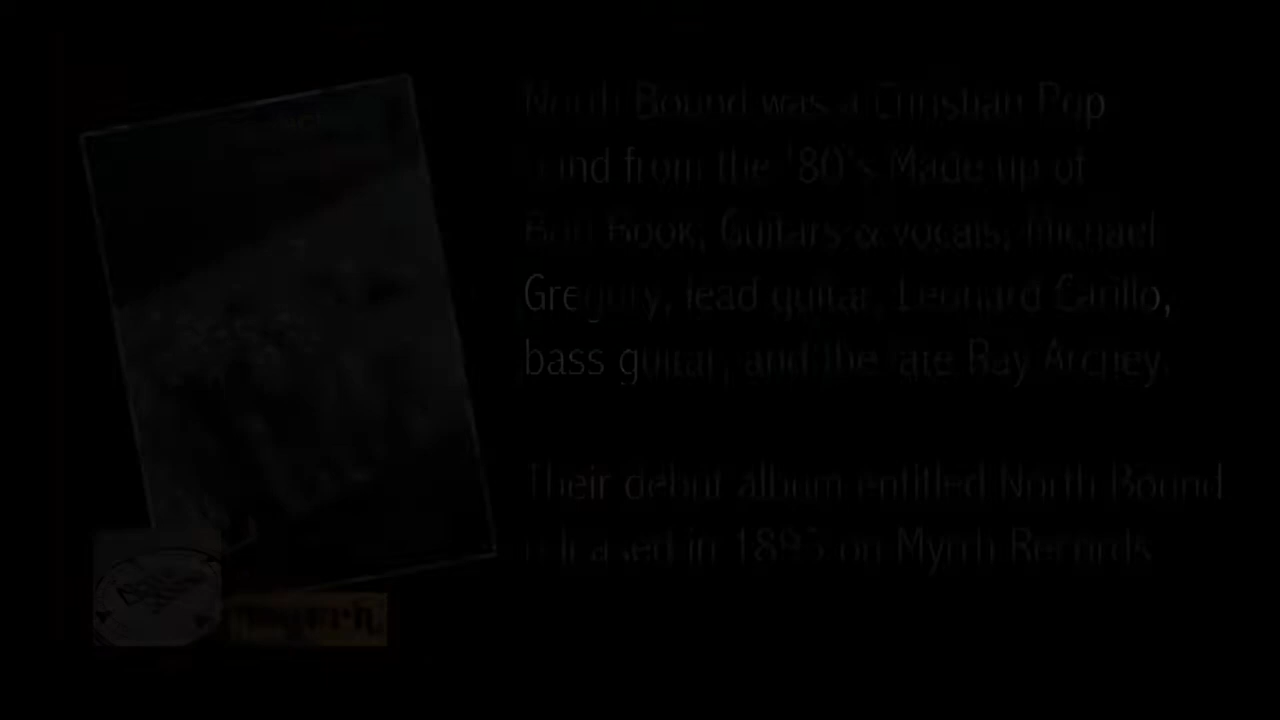 North Bound was a Christian Pop
band from the '80's Made up of
Book, Guitars & vocals, Michael
Gregory, lead guitar, Leonard Carillo,
bass guitar, and the late Ray Archey.
Their debut album entitled North Bound
released in 1895 on Myrrh Records